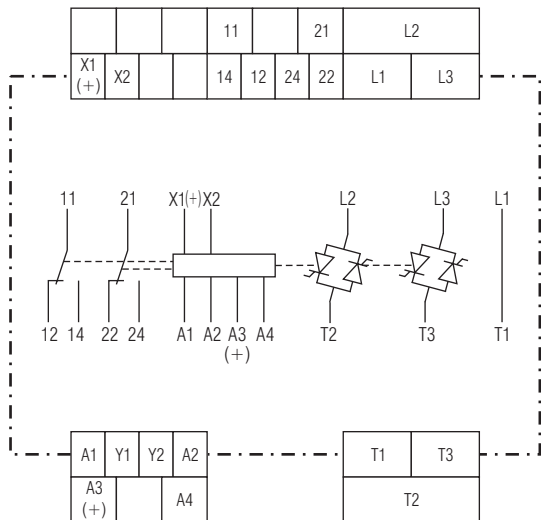 11 21 L2
X1 (+) X2 14 12 24 22 L1 L3
11 21 X1(+) X2 L2 L3 L1
12 14 22 24 A1 A2 A3 (+) A4 T2 T3 T1
A1 Y1 Y2 A2 T1 T3
A3 (+) A4 T2